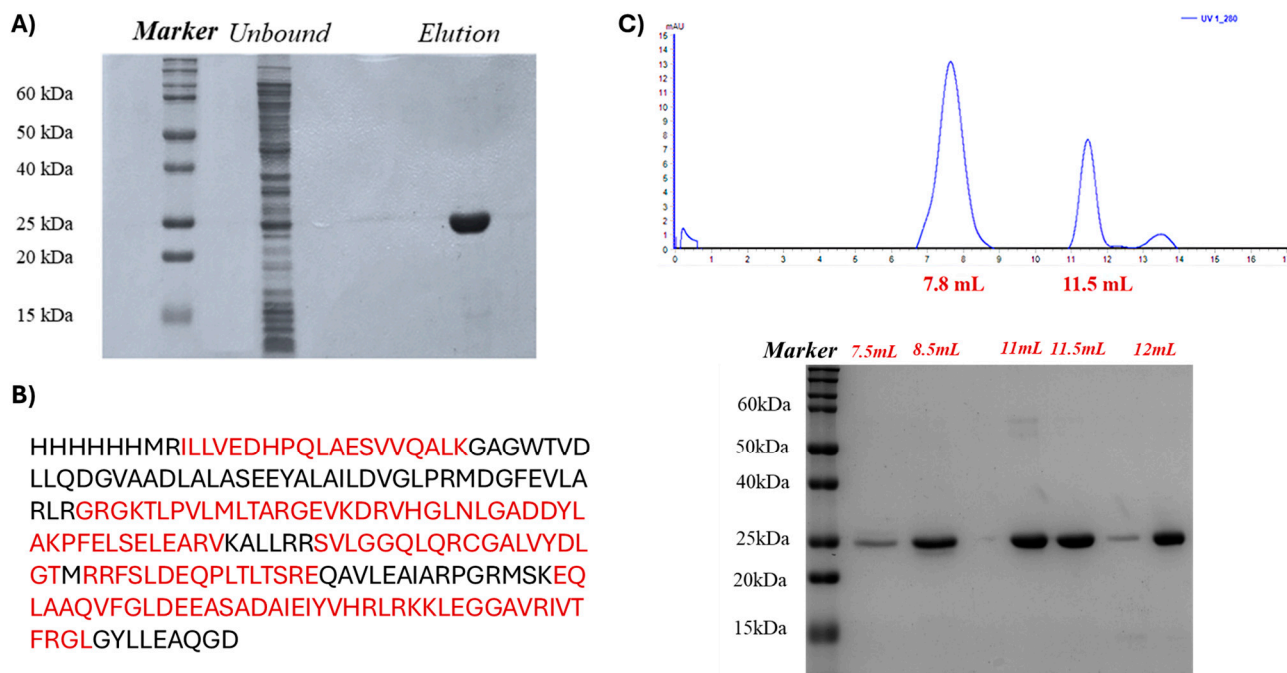 A)
Marker Unbound Elution
60 kDa
50 kDa
40 kDa
25 kDa
20 kDa
15 kDa
B)
HHHHHHMRILLVEDHPQLAESVVQALKGAGWTVD
LLQDGVAADLALASEEYALAILDVGLPRMDGFEVLA
RLRGRGKTLPVLMLTARGEVKDRVHGLNLGADDYL
AKPFELSELEARVKALLRRSVLGGQLQRCGALVYDL
GTMRRFSLDEQPLTLTSREQAVLEAIARPGRMSKEQ
LAAQVFGLDEEASADAIEIYVHRLRKKLEGGAVRIVT
FRGLGYLLEAQGD
C)
mAU
UV 1_280
15
14
13
12
11
10
9
8
7
6
5
4
3
2
1
0
0 1 2 3 4 5 6 7 8 9 10 11 12 13 14 15 16
7.8 mL 11.5 mL
Marker 7.5mL 8.5mL 11mL 11.5mL 12mL
60kDa
50kDa
40kDa
25kDa
20kDa
15kDa